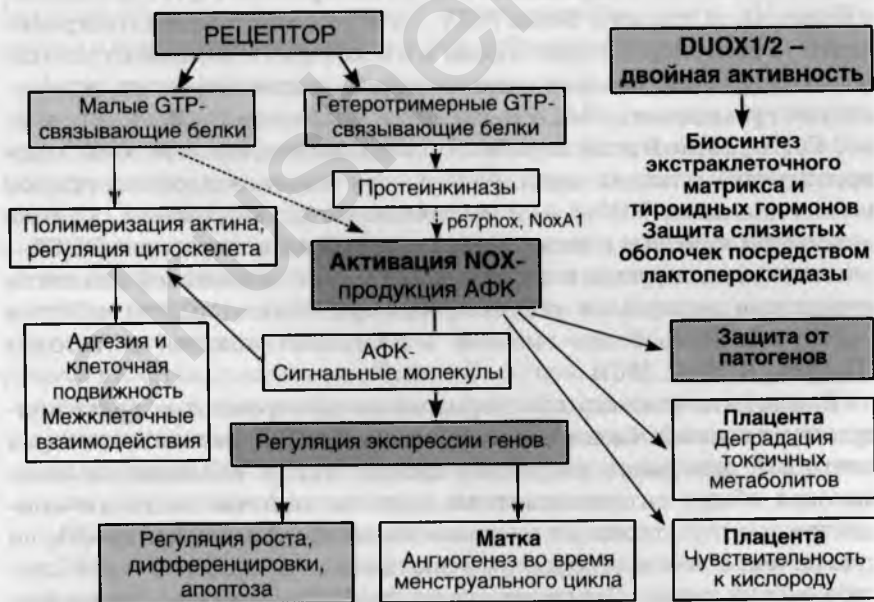 РЕЦЕПТОР
Малые GTP-
связывающие белки
Гетеротримерные GTP-
связывающие белки
Протеинкиназы
p67phox, NoxA1
Полимеризация актина,
регуляция цитоскелета
Активация NOX-
продукция АФК
Адгезия и
клеточная
подвижность
Межклеточные
взаимодействия
АФК-
Сигнальные молекулы
Регуляция экспрессии генов
Регуляция роста,
дифференцировки,
апоптоза
Матка
Ангиогенез во время
менструального цикла
DUOX1/2 –
двойная активность
Биосинтез
экстраклеточного
матрикса и
тироидных гормонов
Защита слизистых
оболочек посредством
лактопероксидазы
Защита от
патогенов
Плацента
Деградация
токсичных
метаболитов
Плацента
Чувствительность
к кислороду